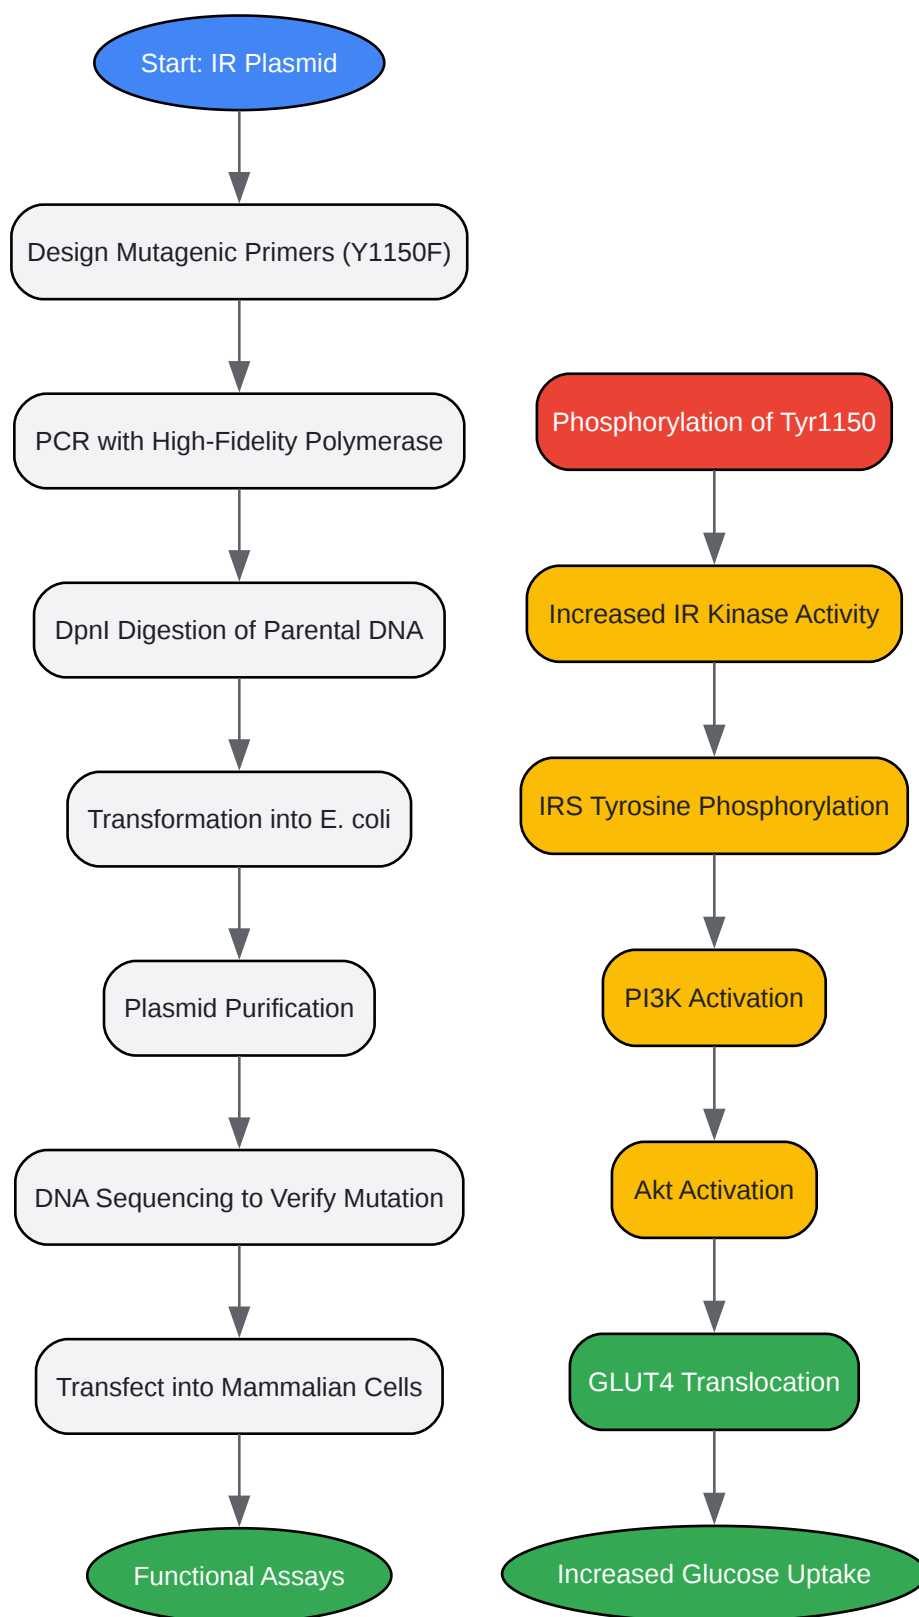 Start: IR Plasmid
Design Mutagenic Primers (Y1150F)
PCR with High-Fidelity Polymerase
DpnI Digestion of Parental DNA
Transformation into E. coli
Plasmid Purification
DNA Sequencing to Verify Mutation
Transfect into Mammalian Cells
Functional Assays
Phosphorylation of Tyr1150
Increased IR Kinase Activity
IRS Tyrosine Phosphorylation
PI3K Activation
Akt Activation
GLUT4 Translocation
Increased Glucose Uptake